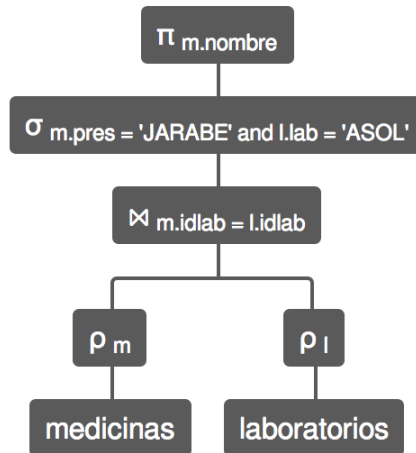 π m.nombre
σ m.pres = 'JARABE' and l.lab = 'ASOL'
⋈ m.idlab = l.idlab
ρ m
ρ l
medicinas
laboratorios